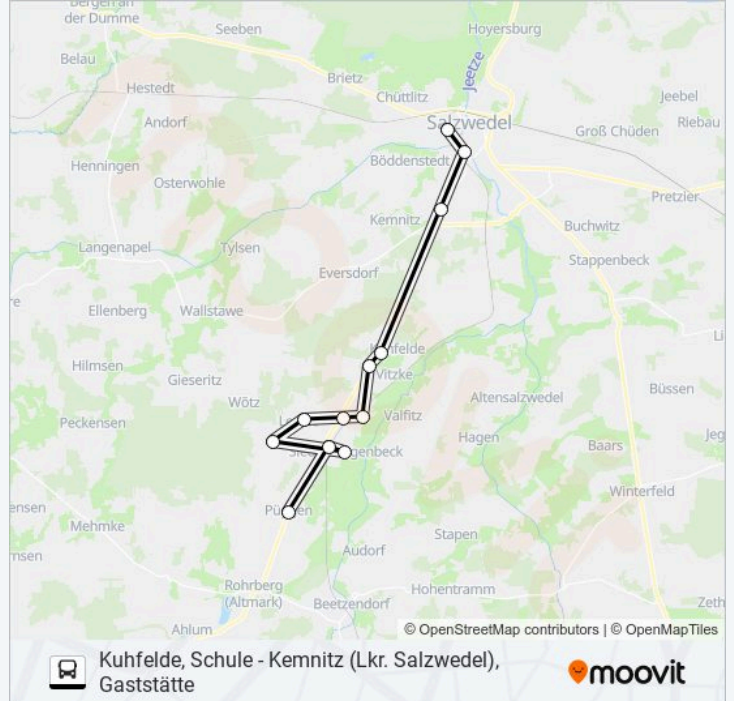 Bergen an
der Dumme
Seeben
Hoyersburg
Belau
Jeetze
Brietz
Hestedt
Chüttlitz
Jeebel
Andorf
Salzwedel
Riebau
Groß Chüden
Henningen
Böddenstedt
Osterwohle
Pretzier
Kemnitz
Buchwitz
Langenapel
Tylsen
Stappenbeck
Eversdorf
Ellenberg
Wallstawe
Vitzke
Hilmsen
Gieseritz
Büssen
Wötz
Altensalzwedel
Valfitz
Peckensen
Hagen
Baars
Winterfeld
Mehmke
Stapen
Audorf
Rohrberg
(Altmark)
Hohentramm
Beetzendorf
Zeth
Ahlum
© OpenStreetMap contributors | © OpenMapTiles
Kuhfelde, Schule - Kemnitz (Lkr. Salzwedel),
Gaststätte
moovit